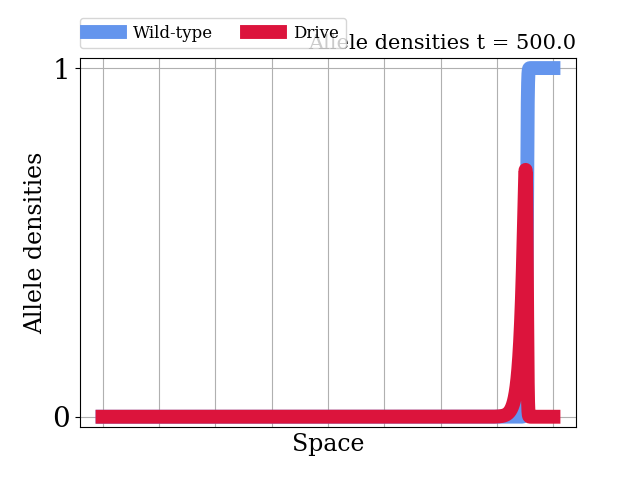 Wild-type Drive
Allele densities t = 500.0
1
Allele densities
0
Space